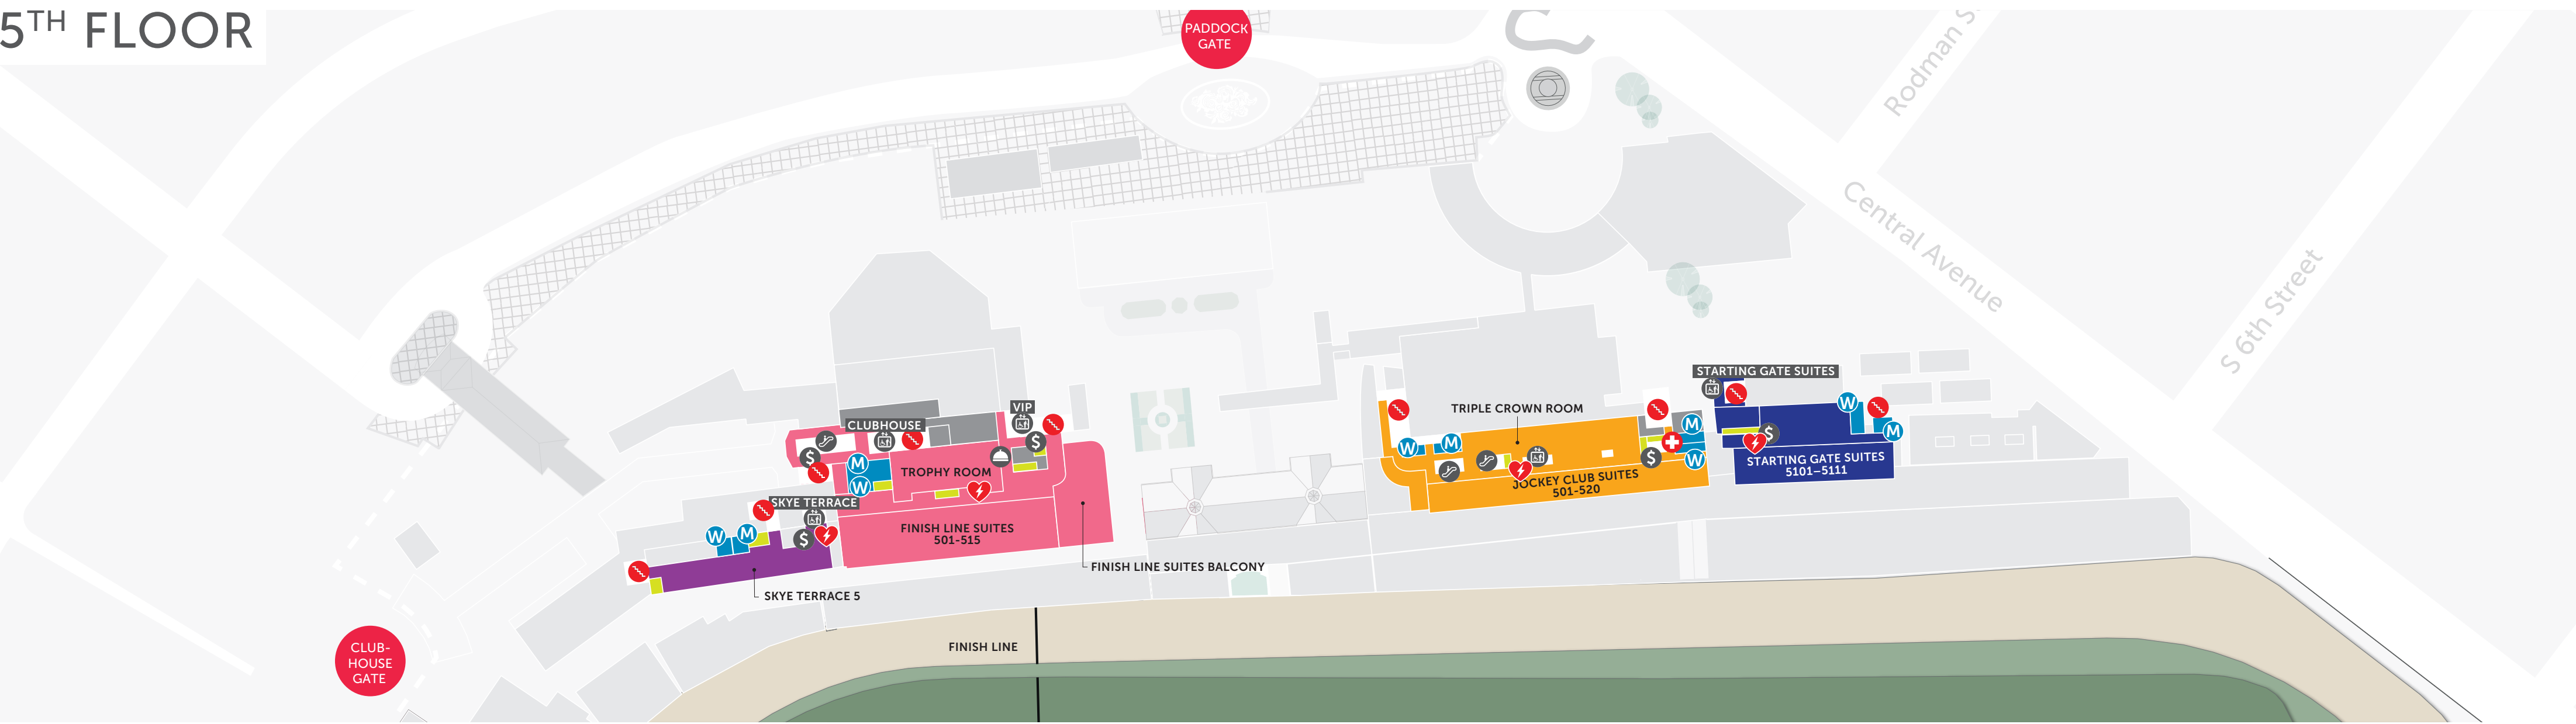 5TH FLOOR
PADDOCK
GATE
Rodman S
Central Avenue
S 6th Street
STARTING GATE SUITES
VIP
TRIPLE CROWN ROOM
CLUBHOUSE
W
M
M
W
M
M
W
$
$
$
$
W
TROPHY ROOM
STARTING GATE SUITES
5101–5111
JOCKEY CLUB SUITES
501-520
SKYE TERRACE
W
M
$
FINISH LINE SUITES
501-515
FINISH LINE SUITES BALCONY
SKYE TERRACE 5
FINISH LINE
CLUB-
HOUSE
GATE